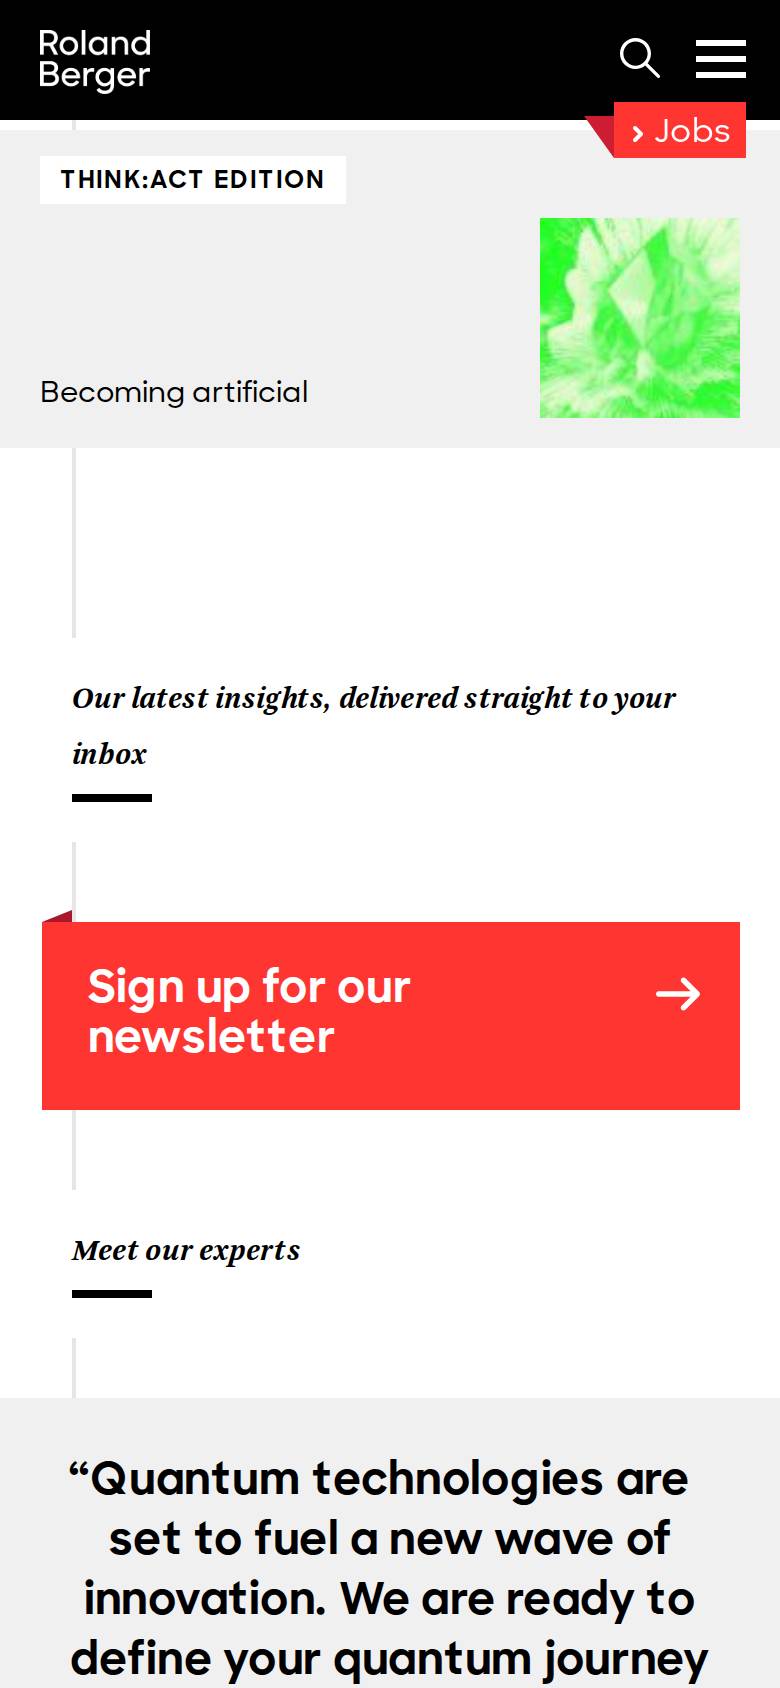 Roland
Berger
Jobs
THINK:ACT EDITION
Becoming artificial
Our latest insights, delivered straight to your
inbox
Sign up for our
newsletter
Meet our experts
“Quantum technologies are
set to fuel a new wave of
innovation. We are ready to
define your quantum journey